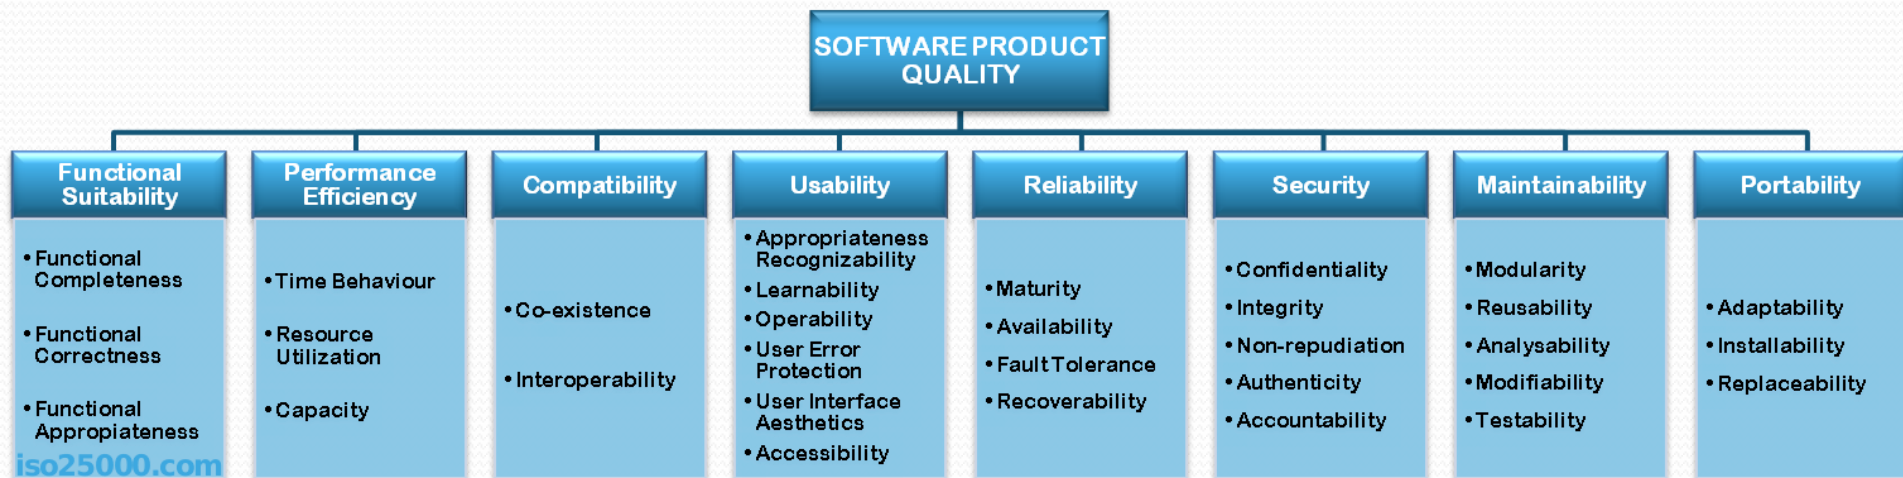 SOFTWARE PRODUCT
QUALITY
Functional
Suitability
• Functional
Completeness
• Functional
Correctness
• Functional
Appropiateness
iso25000.com
Performance
Efficiency
• Time Behaviour
• Resource
Utilization
• Capacity
Compatibility
• Co-existence
• Interoperability
Usability
• Appropriateness
Recognizability
• Learnability
• Operability
• User Error
Protection
• User Interface
Aesthetics
• Accessibility
Reliability
• Maturity
• Availability
• Fault Tolerance
• Recoverability
Security
• Confidentiality
• Integrity
• Non-repudiation
• Authenticity
• Accountability
Maintainability
• Modularity
• Reusability
• Analysability
• Modifiability
• Testability
Portability
• Adaptability
• Installability
• Replaceability